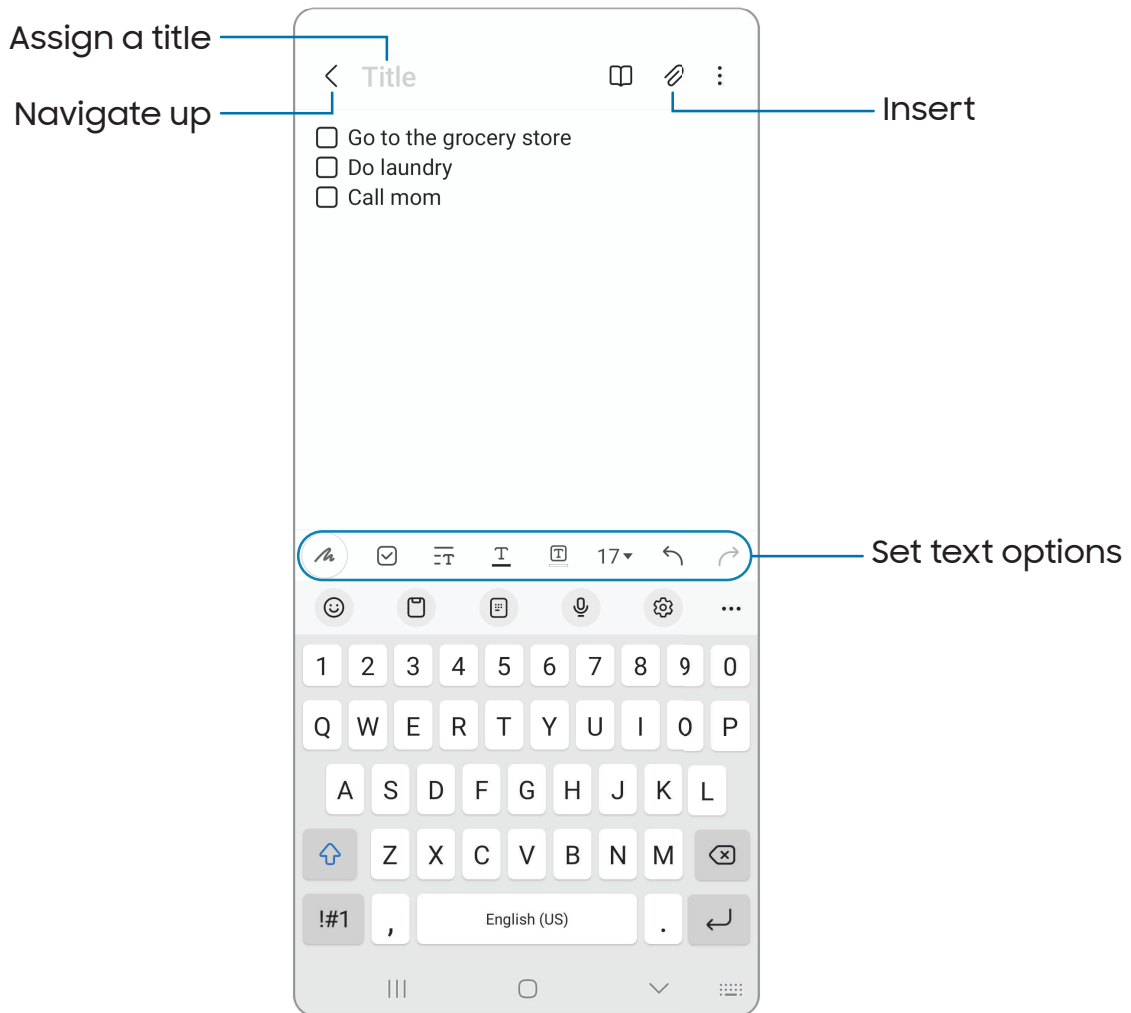 Assign a title
Title
Navigate up
Insert
Go to the grocery store
Do laundry
Call mom
T T T 17
Set text options
1 2 3 4 5 6 7 8 9 0
Q W E R T Y U I O P
A S D F G H J K L
Z X C V B N M
!#1 , English (US) .